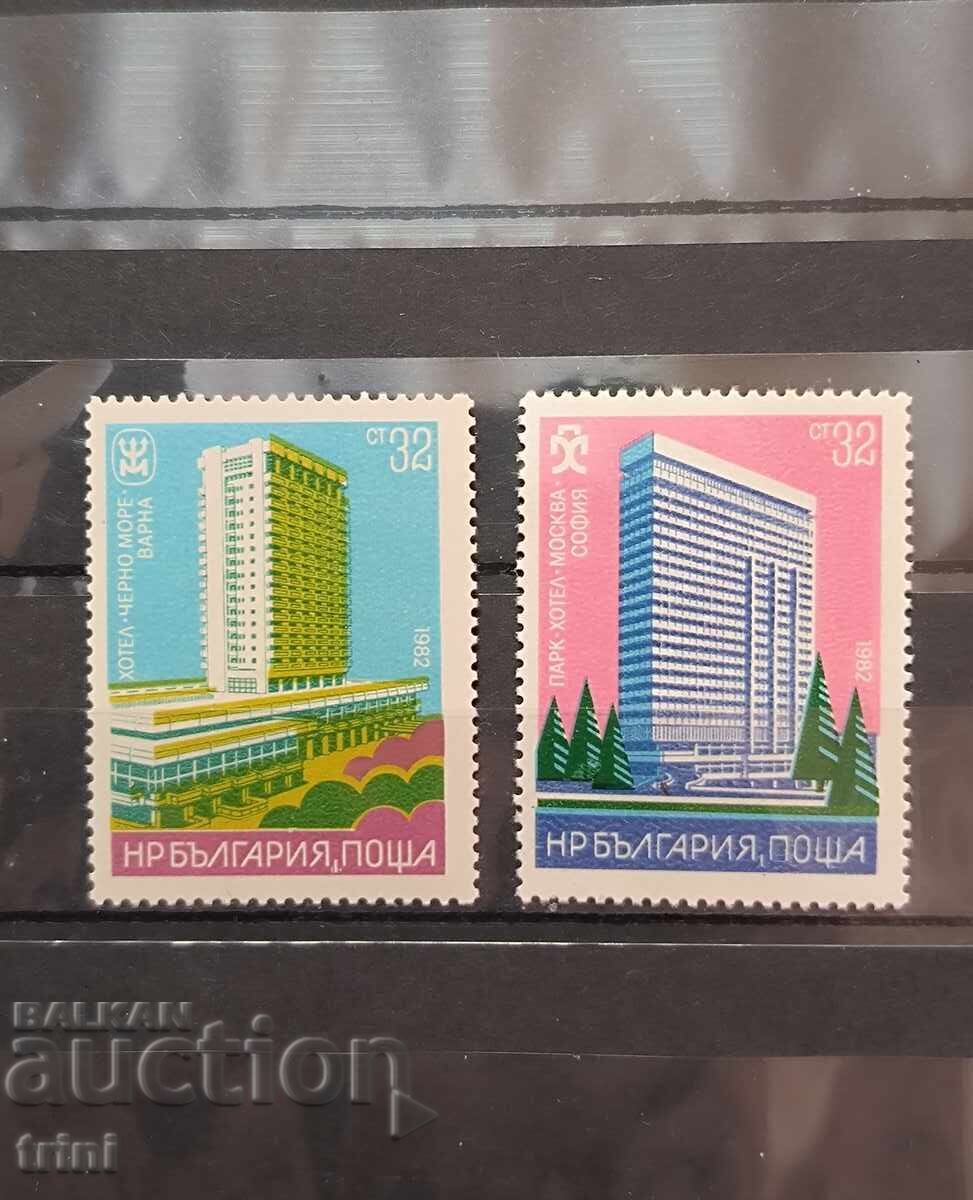 СТ 32
ХОТЕЛ·ЧЕРНО МОРЕ·
ВАРНА
1982
НР БЪЛГАРИЯ, ПОЩА
СТ 32
ПАРК·ХОТЕЛ·МОСКВА·
СОФИЯ
1982
НР БЪЛГАРИЯ, ПОЩА
BALKAN
auction
trini